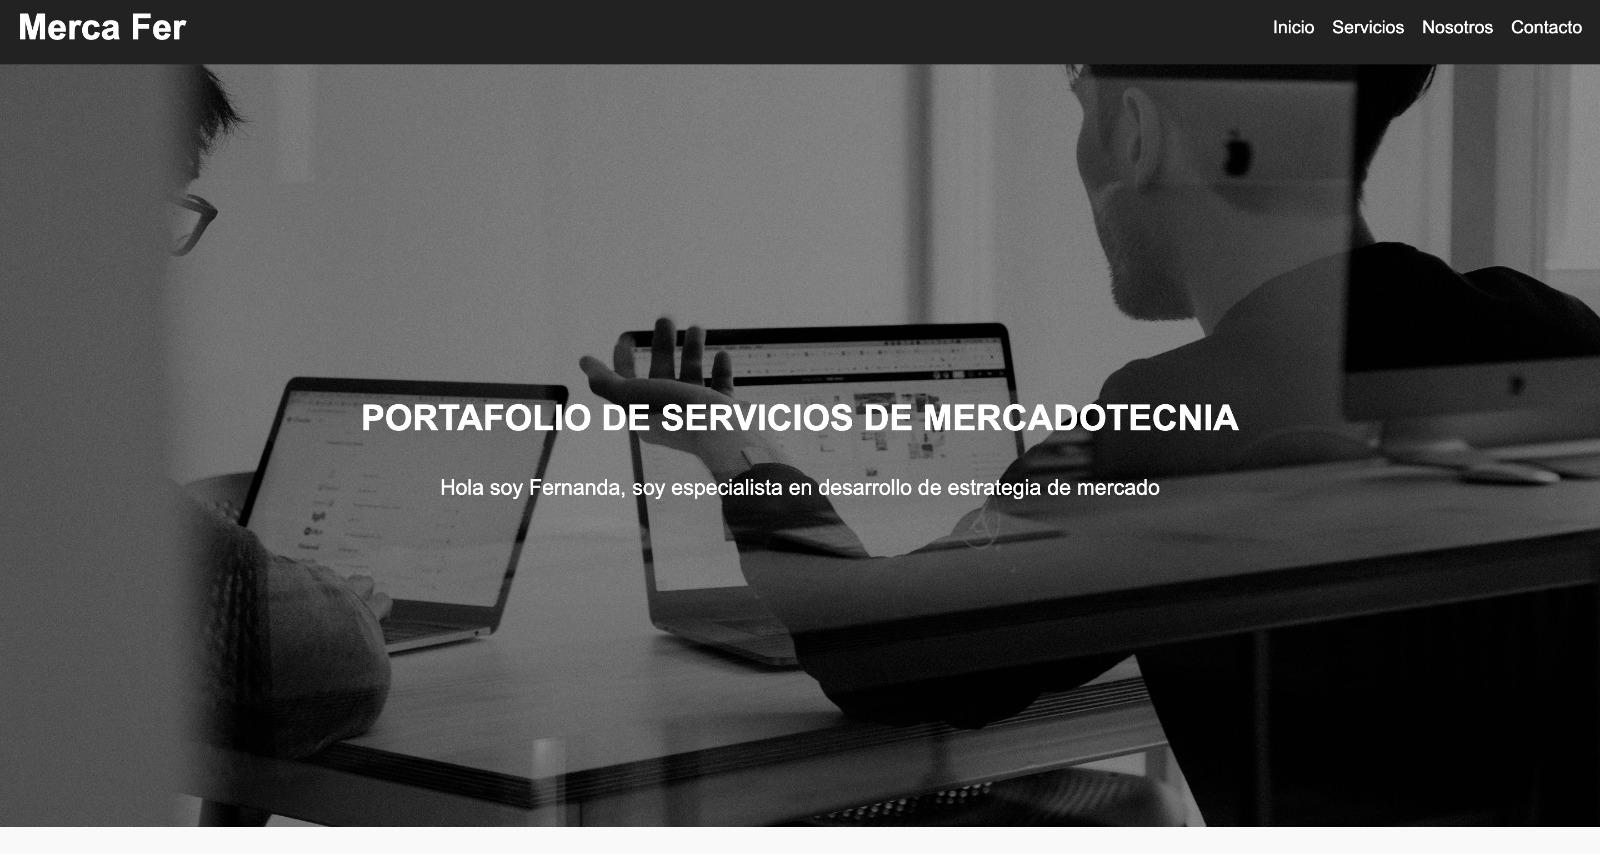 Merca Fer
Inicio Servicios Nosotros Contacto
PORTAFOLIO DE SERVICIOS DE MERCADOTECNIA
Hola soy Fernanda, soy especialista en desarrollo de estrategia de mercado